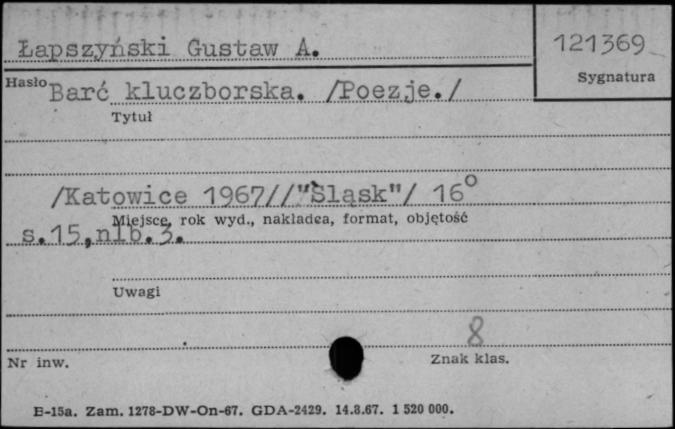 Łapszyński Gustaw A.
121369
Sygnatura
Hasło
Barć kluczborska. /Poezje./
Tytuł
/Katowice 1967//"Śląsk"/ 16°
Miejsce, rok wyd., nakładca, format, objętość
s.15,nlb.3.
Uwagi
8
Nr inw.
Znak klas.
E-15a. Zam. 1278-DW-On-67. GDA-2429. 14.8.67. 1 520 000.